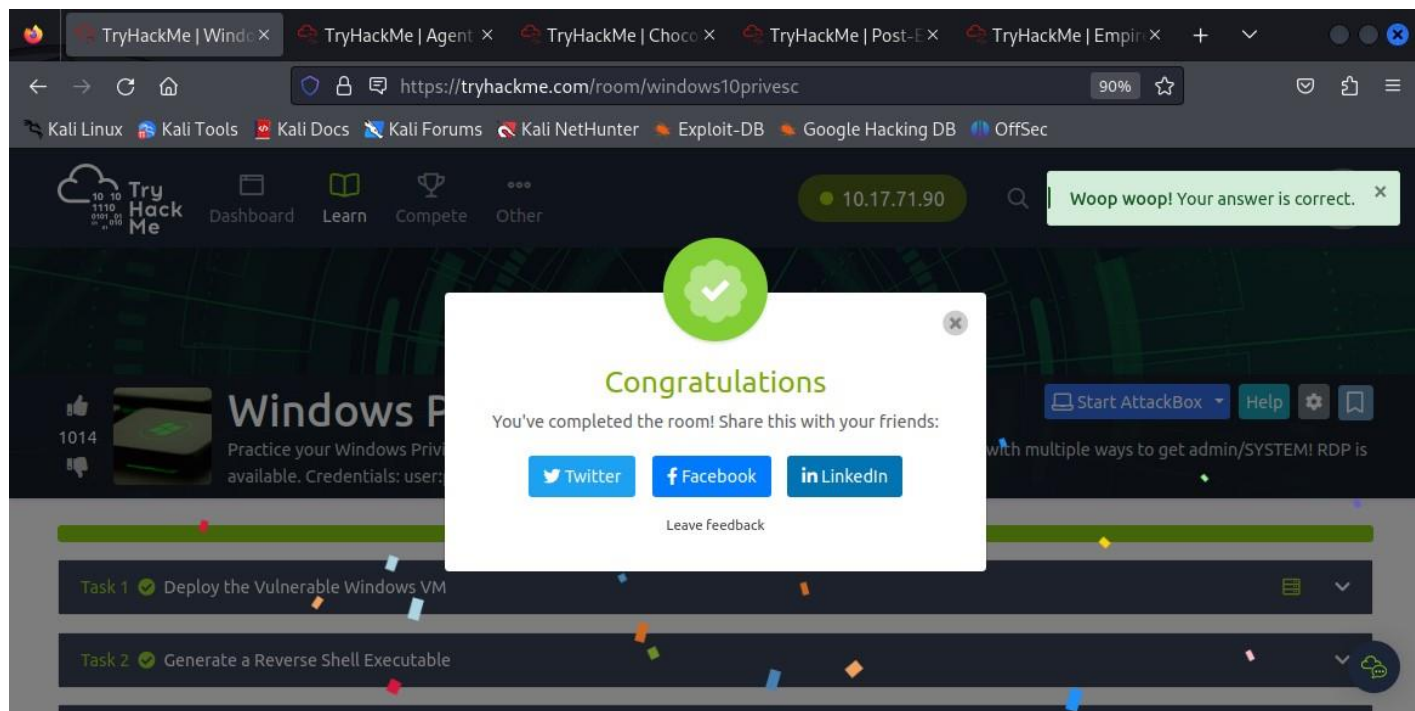 TryHackMe | Windo
TryHackMe | Agent
TryHackMe | Choco
TryHackMe | Post-E
TryHackMe | Empir
https://tryhackme.com/room/windows10privesc
90%
Kali Linux Kali Tools Kali Docs Kali Forums Kali NetHunter Exploit-DB Google Hacking DB OffSec
Try
Hack
Me
Dashboard Learn Compete Other
10.17.71.90
Woop woop! Your answer is correct.
Congratulations
You've completed the room! Share this with your friends:
Twitter Facebook LinkedIn
Leave feedback
1014
Windows P
Start AttackBox Help
Practice your Windows Privi with multiple ways to get admin/SYSTEM! RDP is
available. Credentials: user:
Task 1 Deploy the Vulnerable Windows VM
Task 2 Generate a Reverse Shell Executable